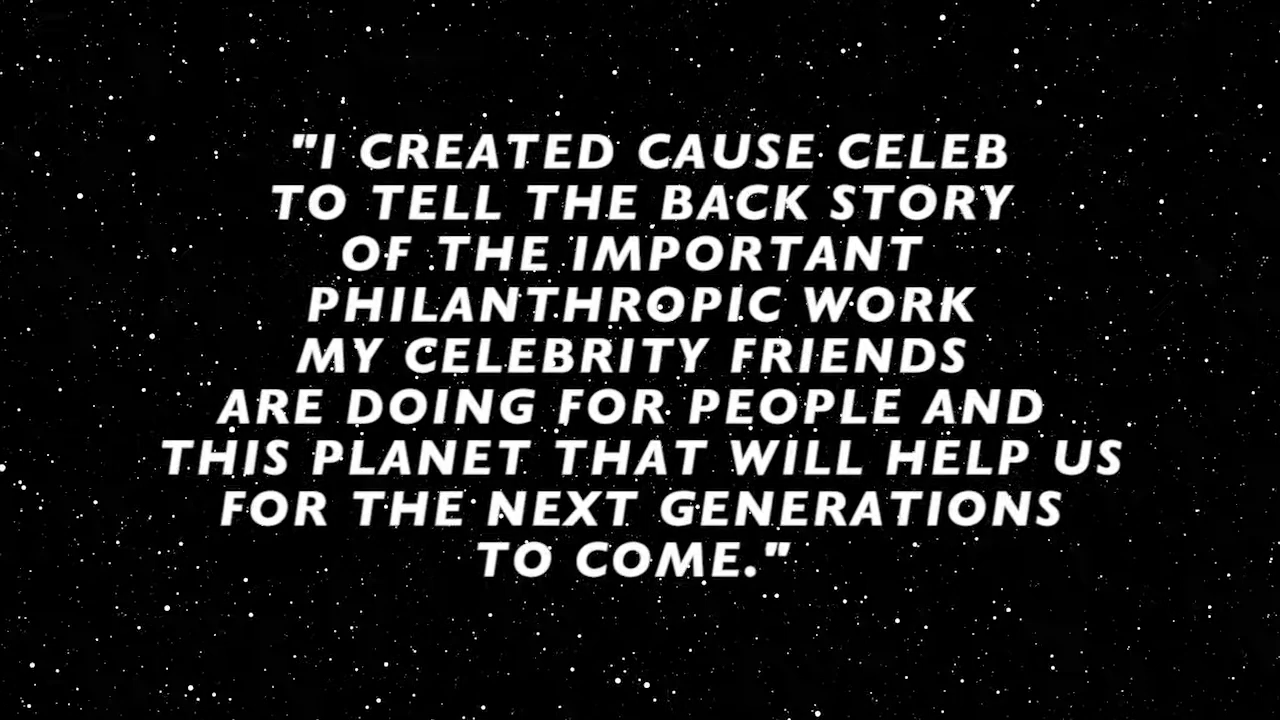 "I CREATED CAUSE CELEB
TO TELL THE BACK STORY
OF THE IMPORTANT
PHILANTHROPIC WORK
MY CELEBRITY FRIENDS
ARE DOING FOR PEOPLE AND
THIS PLANET THAT WILL HELP US
FOR THE NEXT GENERATIONS
TO COME."